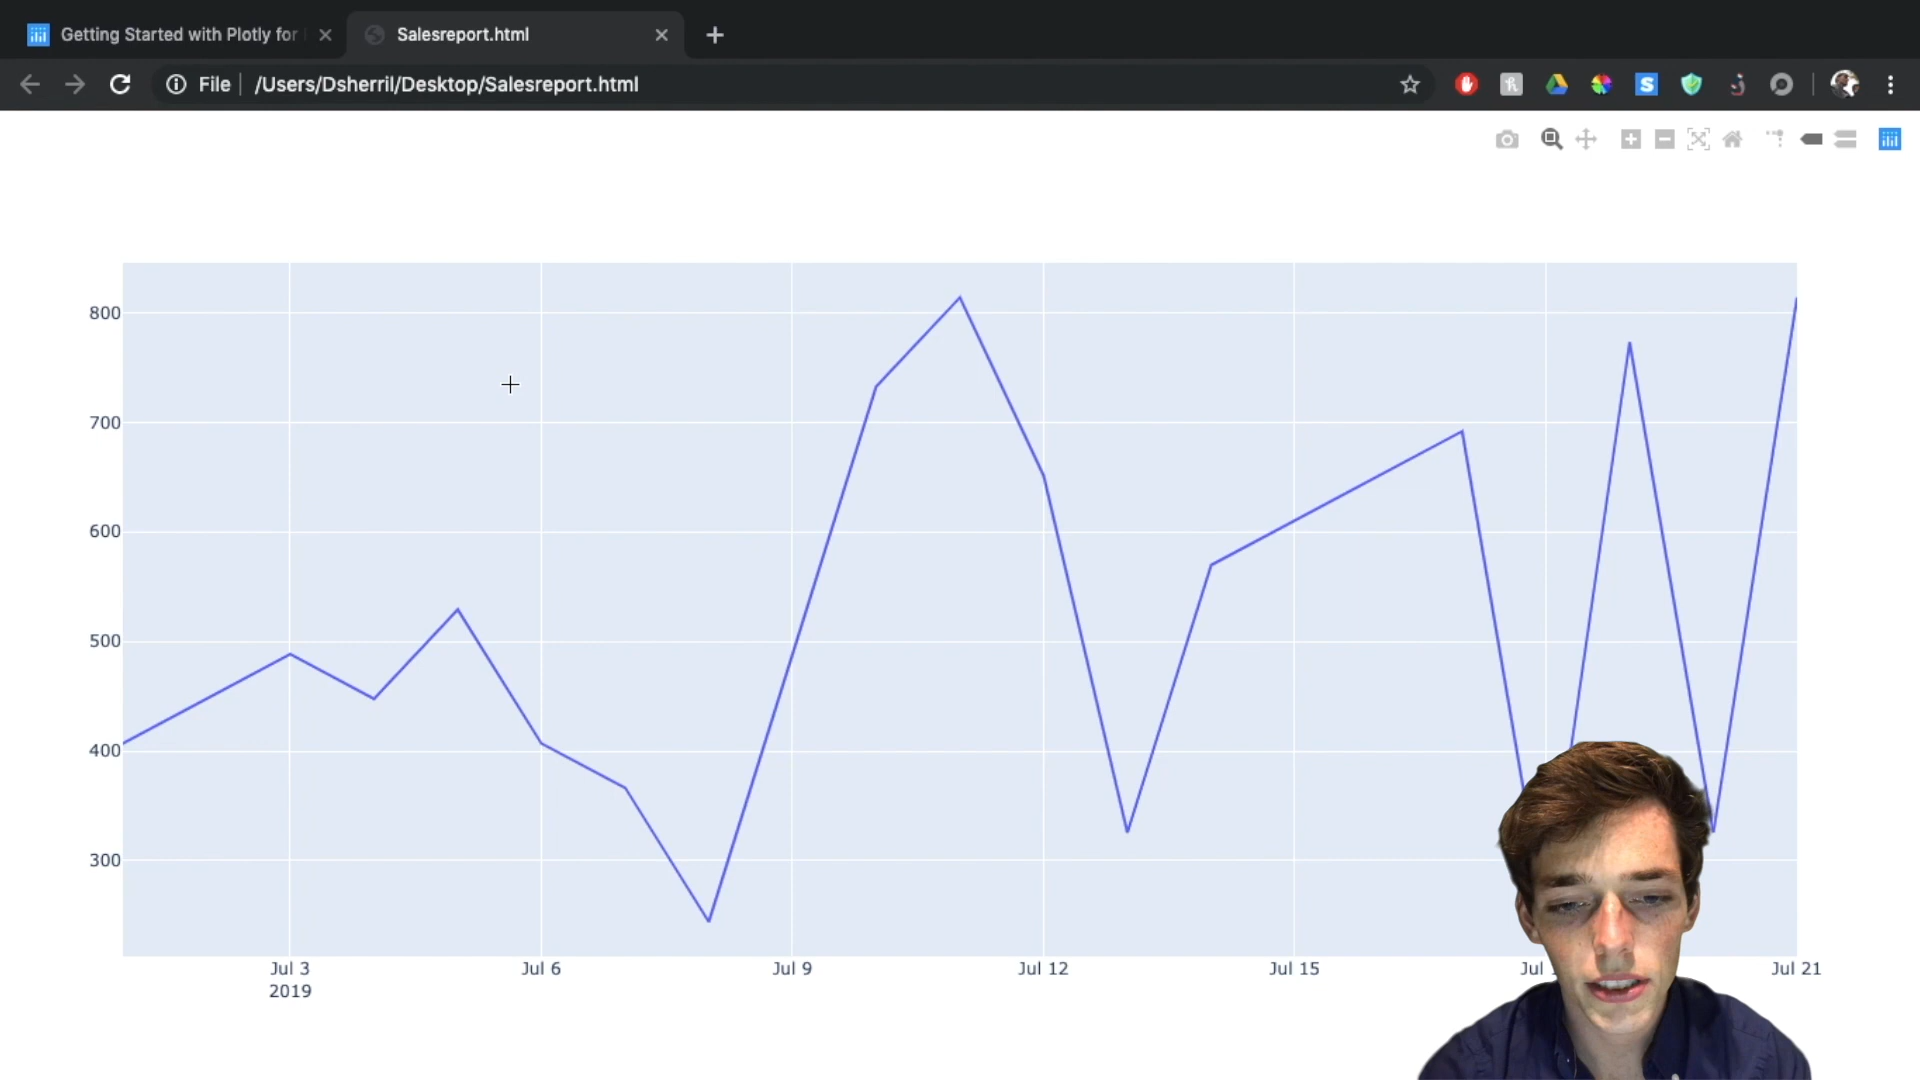 Getting Started with Plotly for
Salesreport.html
File
/Users/Dsherril/Desktop/Salesreport.html
800
700
600
500
400
300
Jul 3
2019
Jul 6
Jul 9
Jul 12
Jul 15
Jul
Jul 21